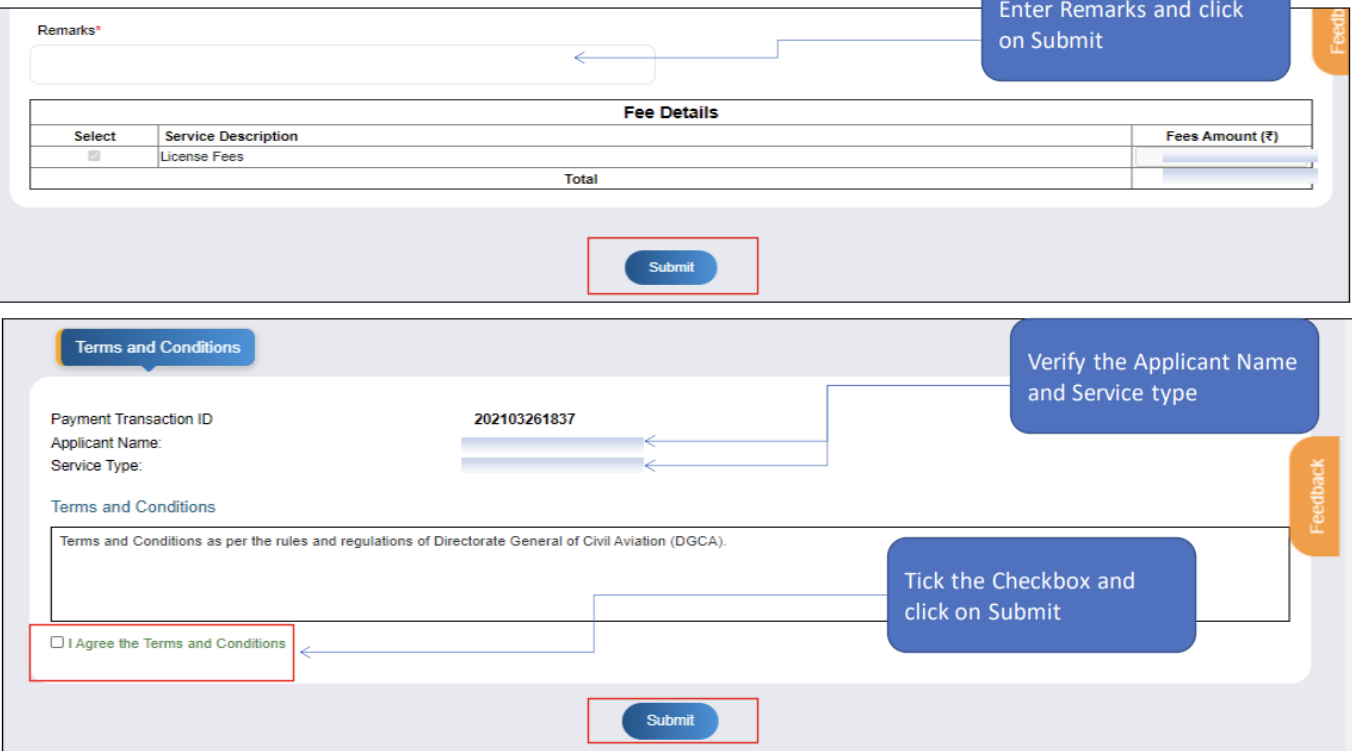 Enter Remarks and click
on Submit
Remarks*
Fee Details
Select Service Description Fees Amount (₹)
License Fees
Total
Submit
Terms and Conditions
Verify the Applicant Name
and Service type
Payment Transaction ID 202103261837
Applicant Name:
Service Type:
Feedback
Terms and Conditions
Terms and Conditions as per the rules and regulations of Directorate General of Civil Aviation (DGCA).
Tick the Checkbox and
click on Submit
I Agree the Terms and Conditions
Submit